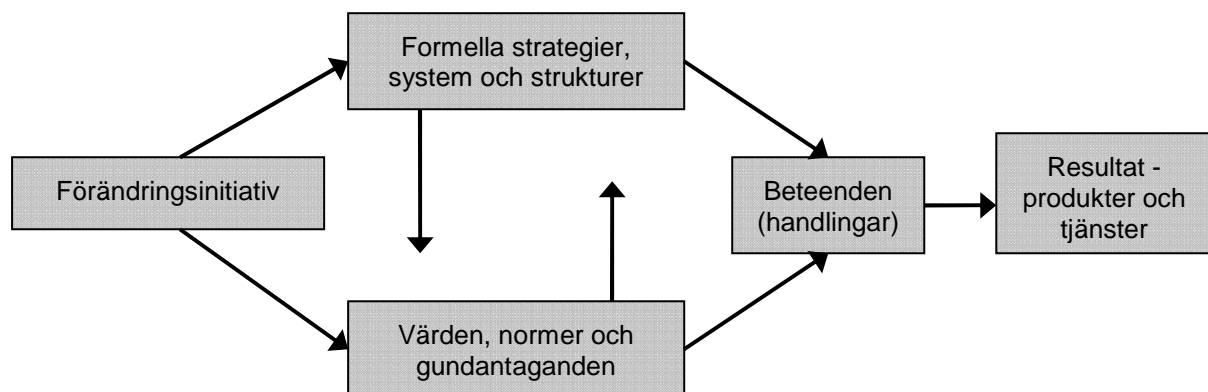 Formella strategier,
system och strukturer
Förändringsinitiativ
Beteenden
(handlingar)
Resultat -
produkter och
tjänster
Värden, normer och
gundantaganden